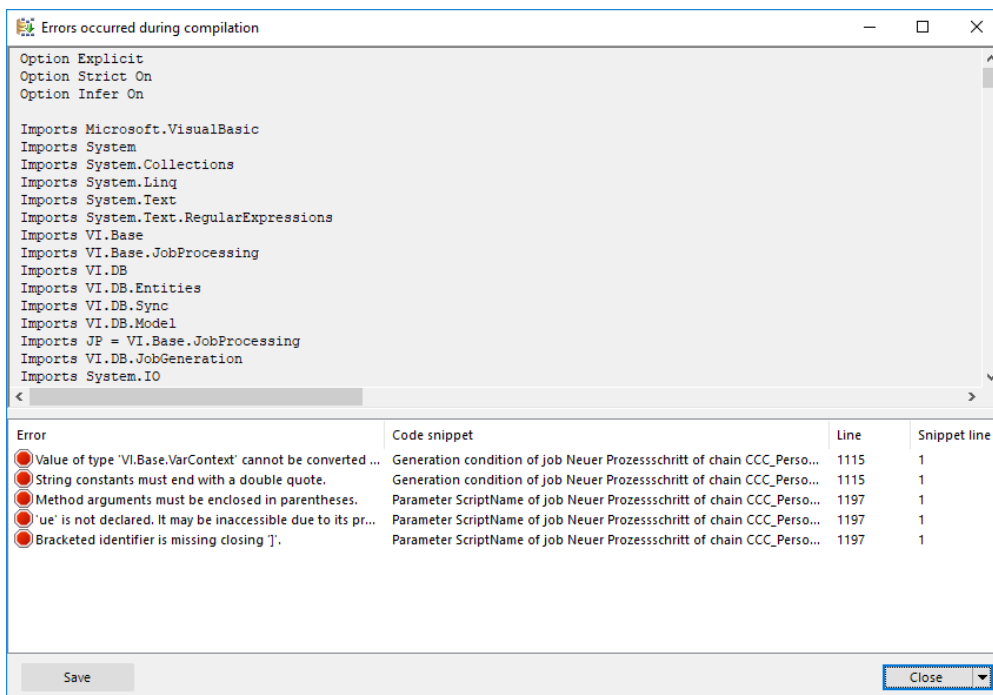 Errors occurred during compilation
Option Explicit
Option Strict On
Option Infer On
Imports Microsoft.VisualBasic
Imports System
Imports System.Collections
Imports System.Linq
Imports System.Text
Imports System.Text.RegularExpressions
Imports VI.Base
Imports VI.Base.JobProcessing
Imports VI.DB
Imports VI.DB.Entities
Imports VI.DB.Sync
Imports VI.DB.Model
Imports JP = VI.Base.JobProcessing
Imports VI.DB.JobGeneration
Imports System.IO
Error Code snippet Line Snippet line
Value of type 'VI.Base.VarContext' cannot be converted ... Generation condition of job Neuer Prozessschritt of chain CCC_Perso... 1115 1
String constants must end with a double quote. Generation condition of job Neuer Prozessschritt of chain CCC_Perso... 1115 1
Method arguments must be enclosed in parentheses. Parameter ScriptName of job Neuer Prozessschritt of chain CCC_Perso... 1197 1
'ue' is not declared. It may be inaccessible due to its pr... Parameter ScriptName of job Neuer Prozessschritt of chain CCC_Perso... 1197 1
Bracketed identifier is missing closing ']'. Parameter ScriptName of job Neuer Prozessschritt of chain CCC_Perso... 1197 1
Save Close